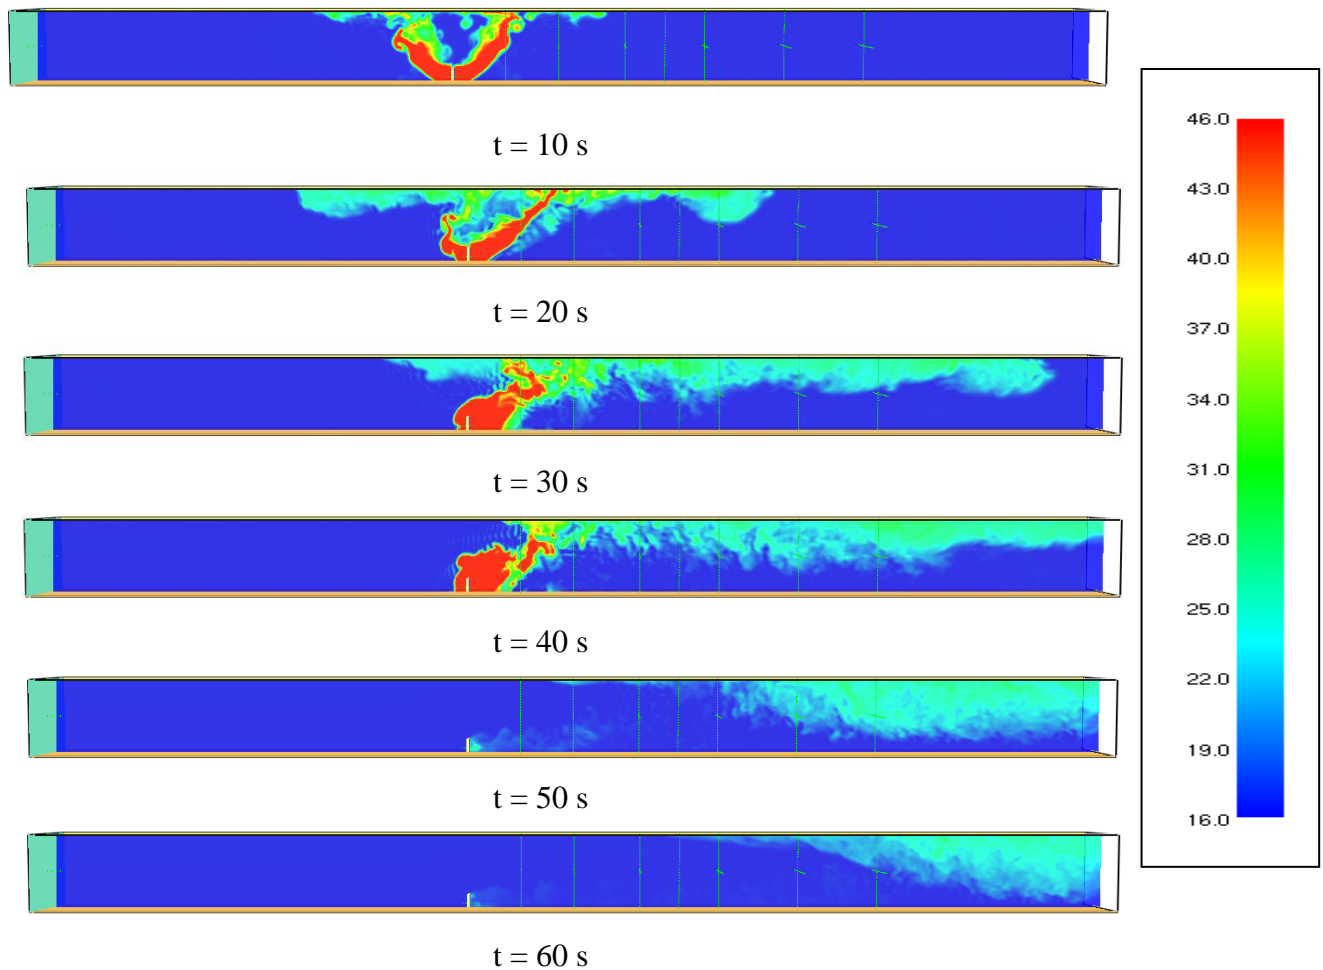 t = 10 s
t = 20 s
t = 30 s
t = 40 s
t = 50 s
t = 60 s
46.0
43.0
40.0
37.0
34.0
31.0
28.0
25.0
22.0
19.0
16.0